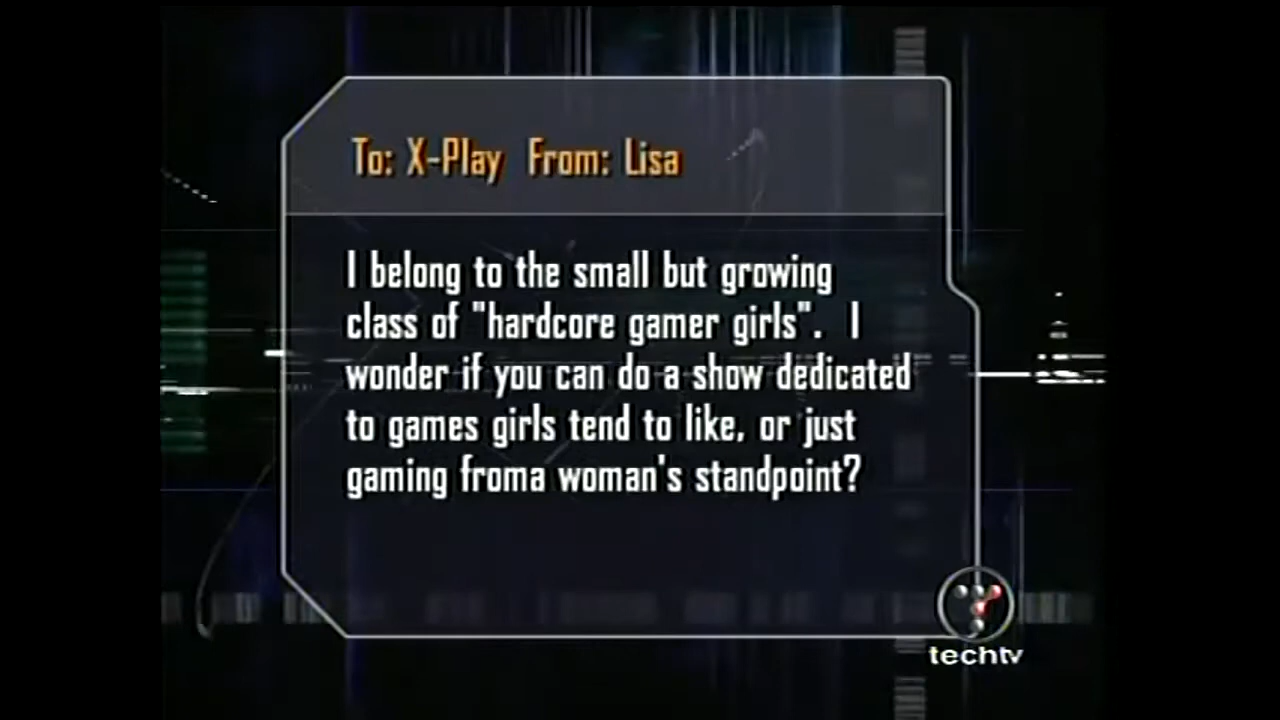 To: X-Play  From: Lisa
I belong to the small but growing
class of "hardcore gamer girls".  I
wonder if you can do a show dedicated
to games girls tend to like, or just
gaming froma woman's standpoint?
techtv